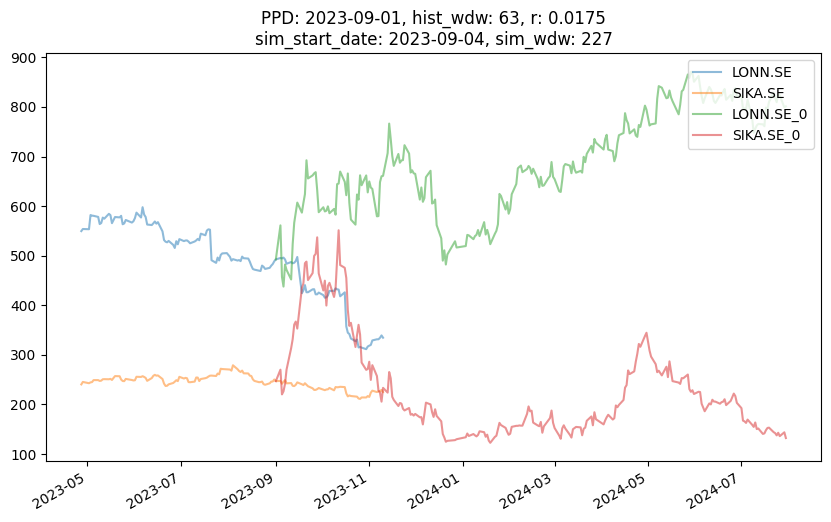 PPD: 2023-09-01, hist_wdw: 63, r: 0.0175
sim_start_date: 2023-09-04, sim_wdw: 227
900
800
700
600
500
400
300
200
100
LONN.SE
SIKA.SE
LONN.SE_0
SIKA.SE_0
2023-05
2023-07
2023-09
2023-11
2024-01
2024-03
2024-05
2024-07